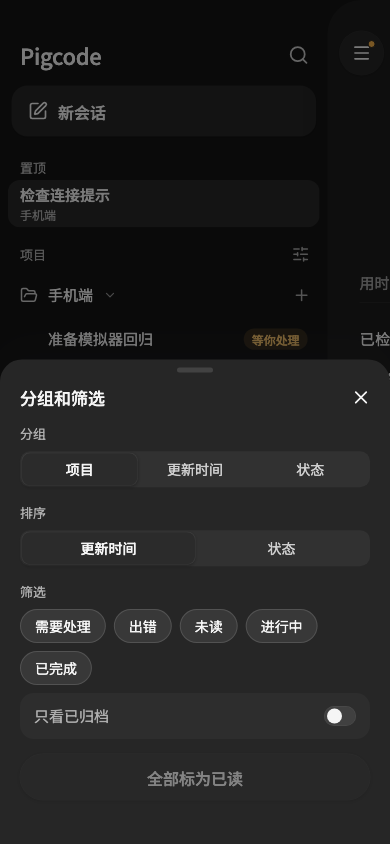 Pigcode
新会话
置顶
检查连接提示
手机端
项目
用时
手机端
准备模拟器回归
等你处理
已检
分组和筛选
分组
项目
更新时间
状态
排序
更新时间
状态
筛选
需要处理
出错
未读
进行中
已完成
只看已归档
全部标为已读